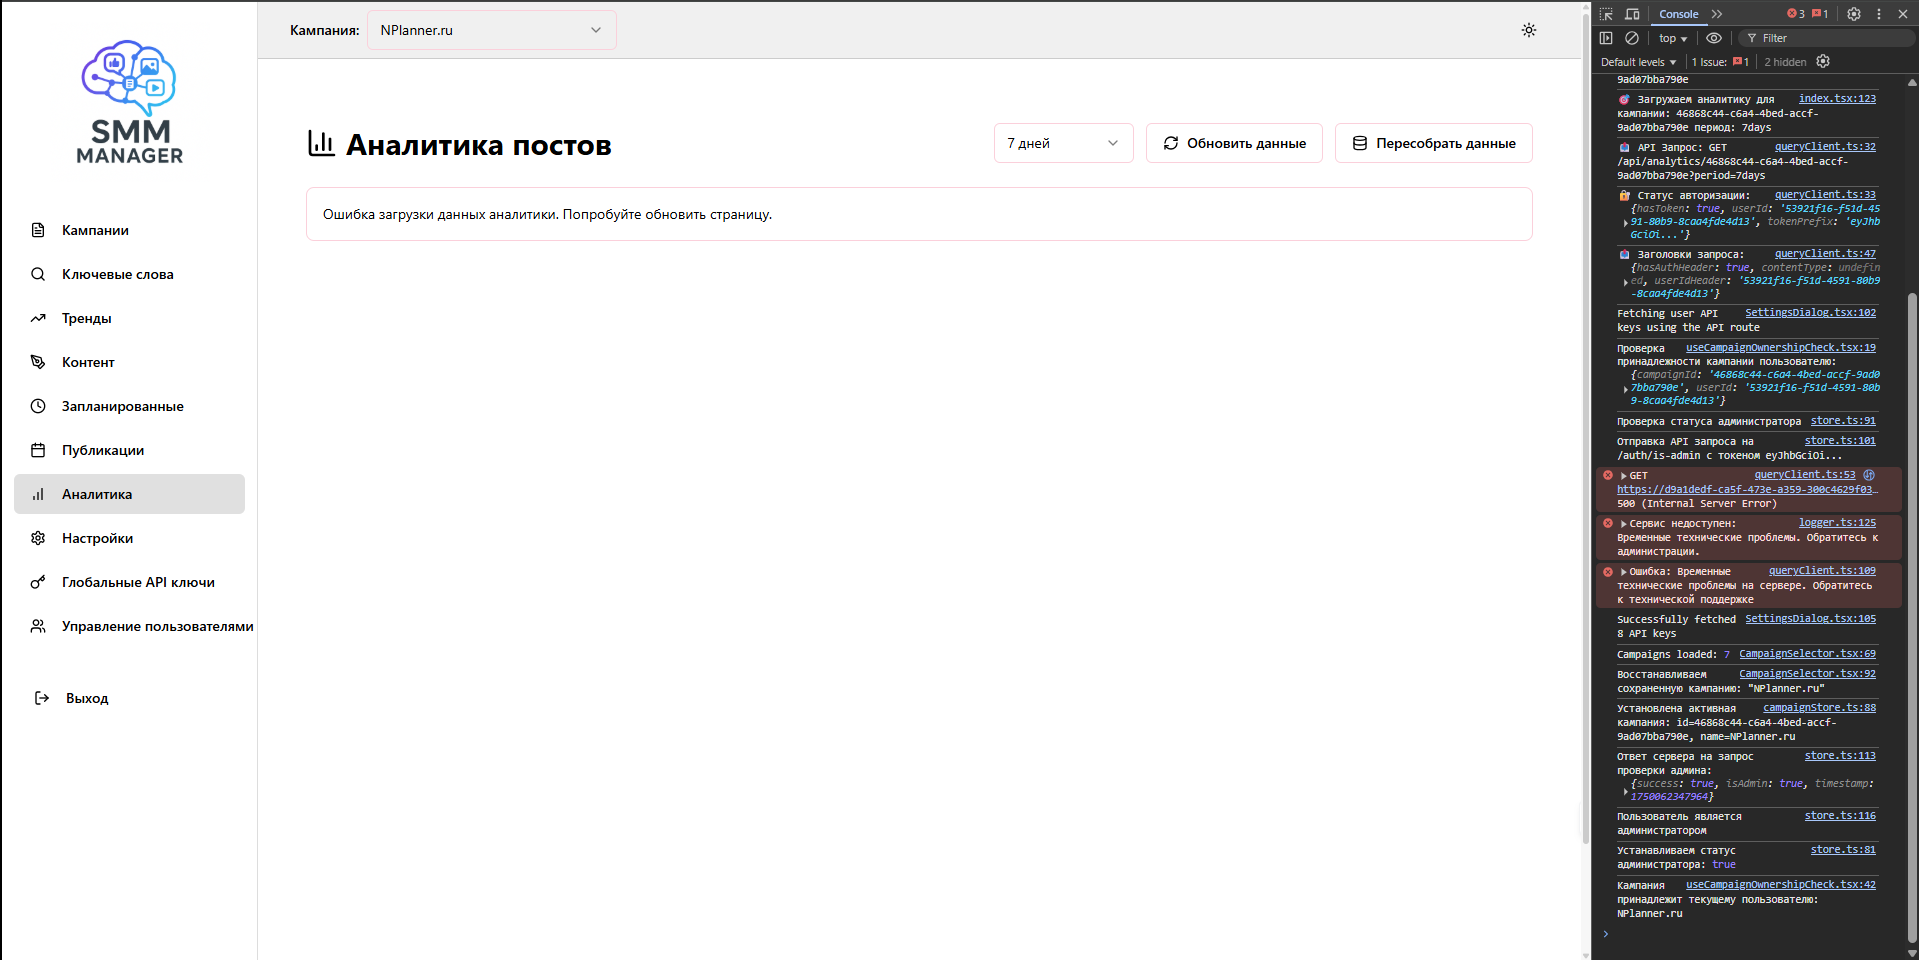 SMM
MANAGER
Кампании
Ключевые слова
Тренды
Контент
Запланированные
Публикации
Аналитика
Настройки
Глобальные API ключи
Управление пользователями
Выход
Кампания:
NPlanner.ru
Аналитика постов
7 дней
Обновить данные
Пересобрать данные
Ошибка загрузки данных аналитики. Попробуйте обновить страницу.
Console
3
1
top
Filter
Default levels
1 Issue:
1
2 hidden
9ad07bba790e
Загружаем аналитику для index.tsx:123
кампании: 46868c44-c6a4-4bed-accf-
9ad07bba790e период: 7days
API Запрос: GET queryClient.ts:32
/api/analytics/46868c44-c6a4-4bed-accf-
9ad07bba790e?period=7days
Статус авторизации: queryClient.ts:33
{hasToken: true, userId: '53921f16-f51d-45
91-80b9-8caa4fde4d13', tokenPrefix: 'eyJhb
GciOi...'}
Заголовки запроса: queryClient.ts:47
{hasAuthHeader: true, contentType: undefin
ed, userIdHeader: '53921f16-f51d-4591-80b9
-8caa4fde4d13'}
Fetching user API SettingsDialog.tsx:102
keys using the API route
Проверка useCampaignOwnershipCheck.tsx:19
принадлежности кампании пользователю:
{campaignId: '46868c44-c6a4-4bed-accf-9ad0
7bba790e', userId: '53921f16-f51d-4591-80b
9-8caa4fde4d13'}
Проверка статуса администратора store.ts:91
Отправка API запроса на store.ts:101
/auth/is-admin с токеном eyJhbGciOi...
GET queryClient.ts:53
https://d9a1dedf-ca5f-473e-a359-300c4629f03…
500 (Internal Server Error)
Сервис недоступен: logger.ts:125
Временные технические проблемы. Обратитесь к
администрации.
Ошибка: Временные queryClient.ts:109
технические проблемы на сервере. Обратитесь
к технической поддержке
Successfully fetched SettingsDialog.tsx:105
8 API keys
Campaigns loaded: 7 CampaignSelector.tsx:69
Восстанавливаем CampaignSelector.tsx:92
сохраненную кампанию: "NPlanner.ru"
Установлена активная campaignStore.ts:88
кампания: id=46868c44-c6a4-4bed-accf-
9ad07bba790e, name=NPlanner.ru
Ответ сервера на запрос store.ts:113
проверки админа:
{success: true, isAdmin: true, timestamp:
1750062347964}
Пользователь является store.ts:116
администратором
Устанавливаем статус store.ts:81
администратора: true
Кампания useCampaignOwnershipCheck.tsx:42
принадлежит текущему пользователю:
NPlanner.ru